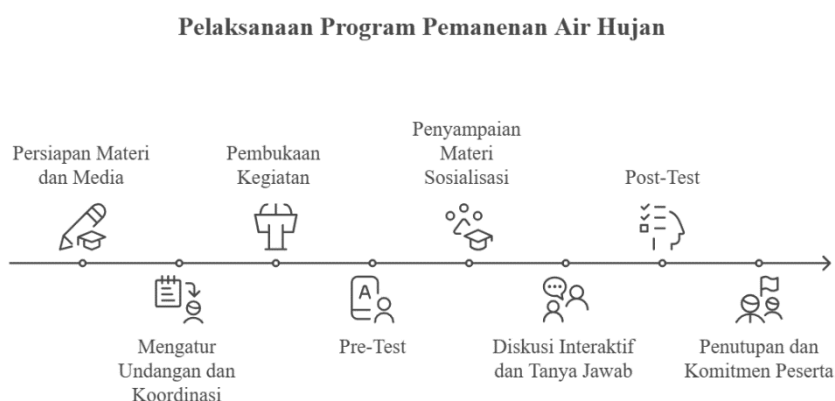 Pelaksanaan Program Pemanenan Air Hujan
Persiapan Materi
dan Media
Mengatur
Undangan dan
Koordinasi
Pembukaan
Kegiatan
Pre-Test
A
Penyampaian
Materi
Sosialisasi
Diskusi Interaktif
dan Tanya Jawab
Post-Test
Penutupan dan
Komitmen Peserta